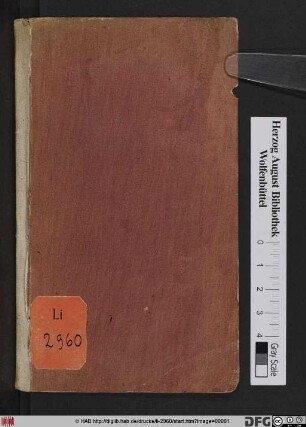 Herzog August Bibliothek
Wolfenbüttel
0 1 2 3 4
Gray Scale
Li
2960
© HAB http://diglib.hab.de/drucke/li-2960/start.htm?image=00001
DFG